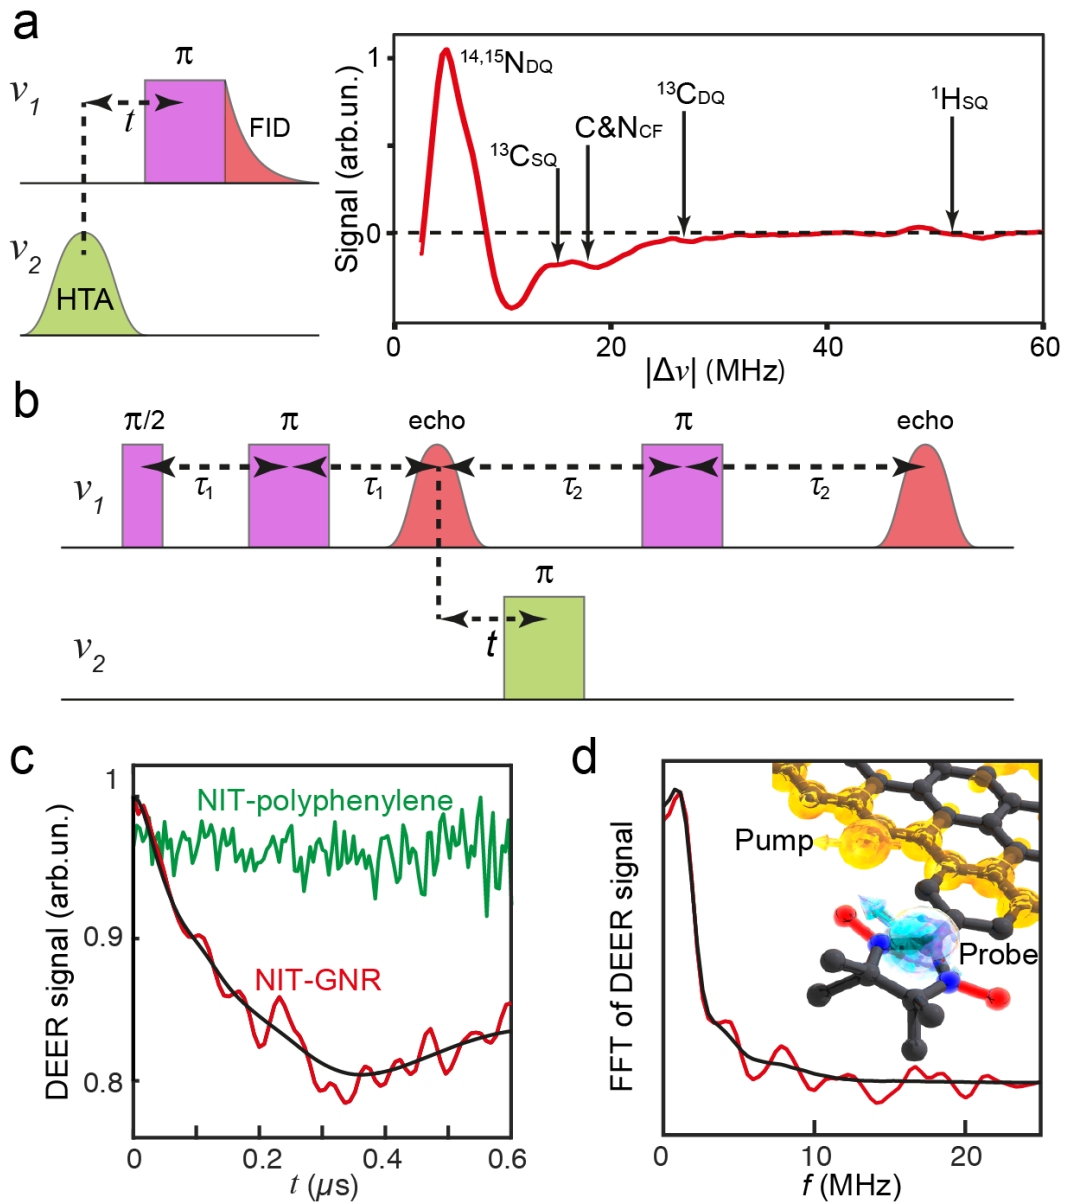 a
π
ν1
t
FID
ν2
HTA
Signal (arb.un.)
1
0
14,15NDQ
13CSQ
C&NCF
13CDQ
1HSQ
0
20
40
60
|Δν| (MHz)
b
π/2
π
echo
π
echo
ν1
τ1
τ1
τ2
τ2
π
t
ν2
c
DEER signal (arb.un.)
1
0.9
0.8
NIT-polyphenylene
NIT-GNR
0
0.2
0.4
0.6
t (μs)
d
FFT of DEER signal
Pump
Probe
0
10
20
f (MHz)